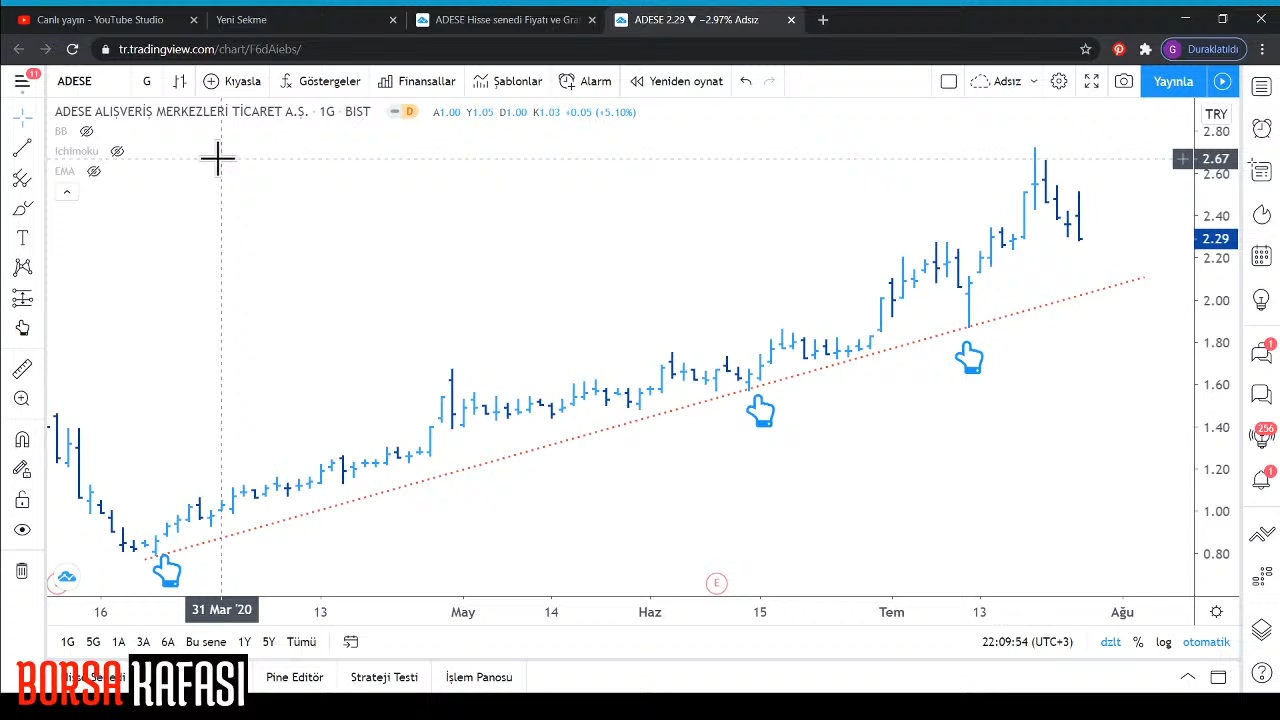 Canlı yayın - YouTube Studio
Yeni Sekme
ADESE Hisse senedi Fiyatı ve Gra
ADESE 2.29 ▼ −2.97% Adsız
tr.tradingview.com/chart/F6dAiebs/
G Duraklatıldı
11
ADESE
G
Kıyasla
Göstergeler
Finansallar
Şablonlar
Alarm
Yeniden oynat
Adsız
Yayınla
ADESE ALIŞVERİŞ MERKEZLERİ TİCARET A.Ş. · 1G · BIST
D
A1.00 Y1.05 D1.00 K1.03 +0.05 (+5.10%)
TRY
BB
Ichimoku
EMA
2.80
2.67
2.60
2.40
2.29
2.20
2.00
1.80
1.60
1.40
1.20
1.00
0.80
1
256
1
E
16
31 Mar '20
13
May
14
Haz
15
Tem
13
Ağu
1G 5G 1A 3A 6A Bu sene 1Y 5Y Tümü
22:09:54 (UTC+3)
dzlt % log otomatik
BORSA KAFASI
Pine Editör
Strateji Testi
İşlem Panosu